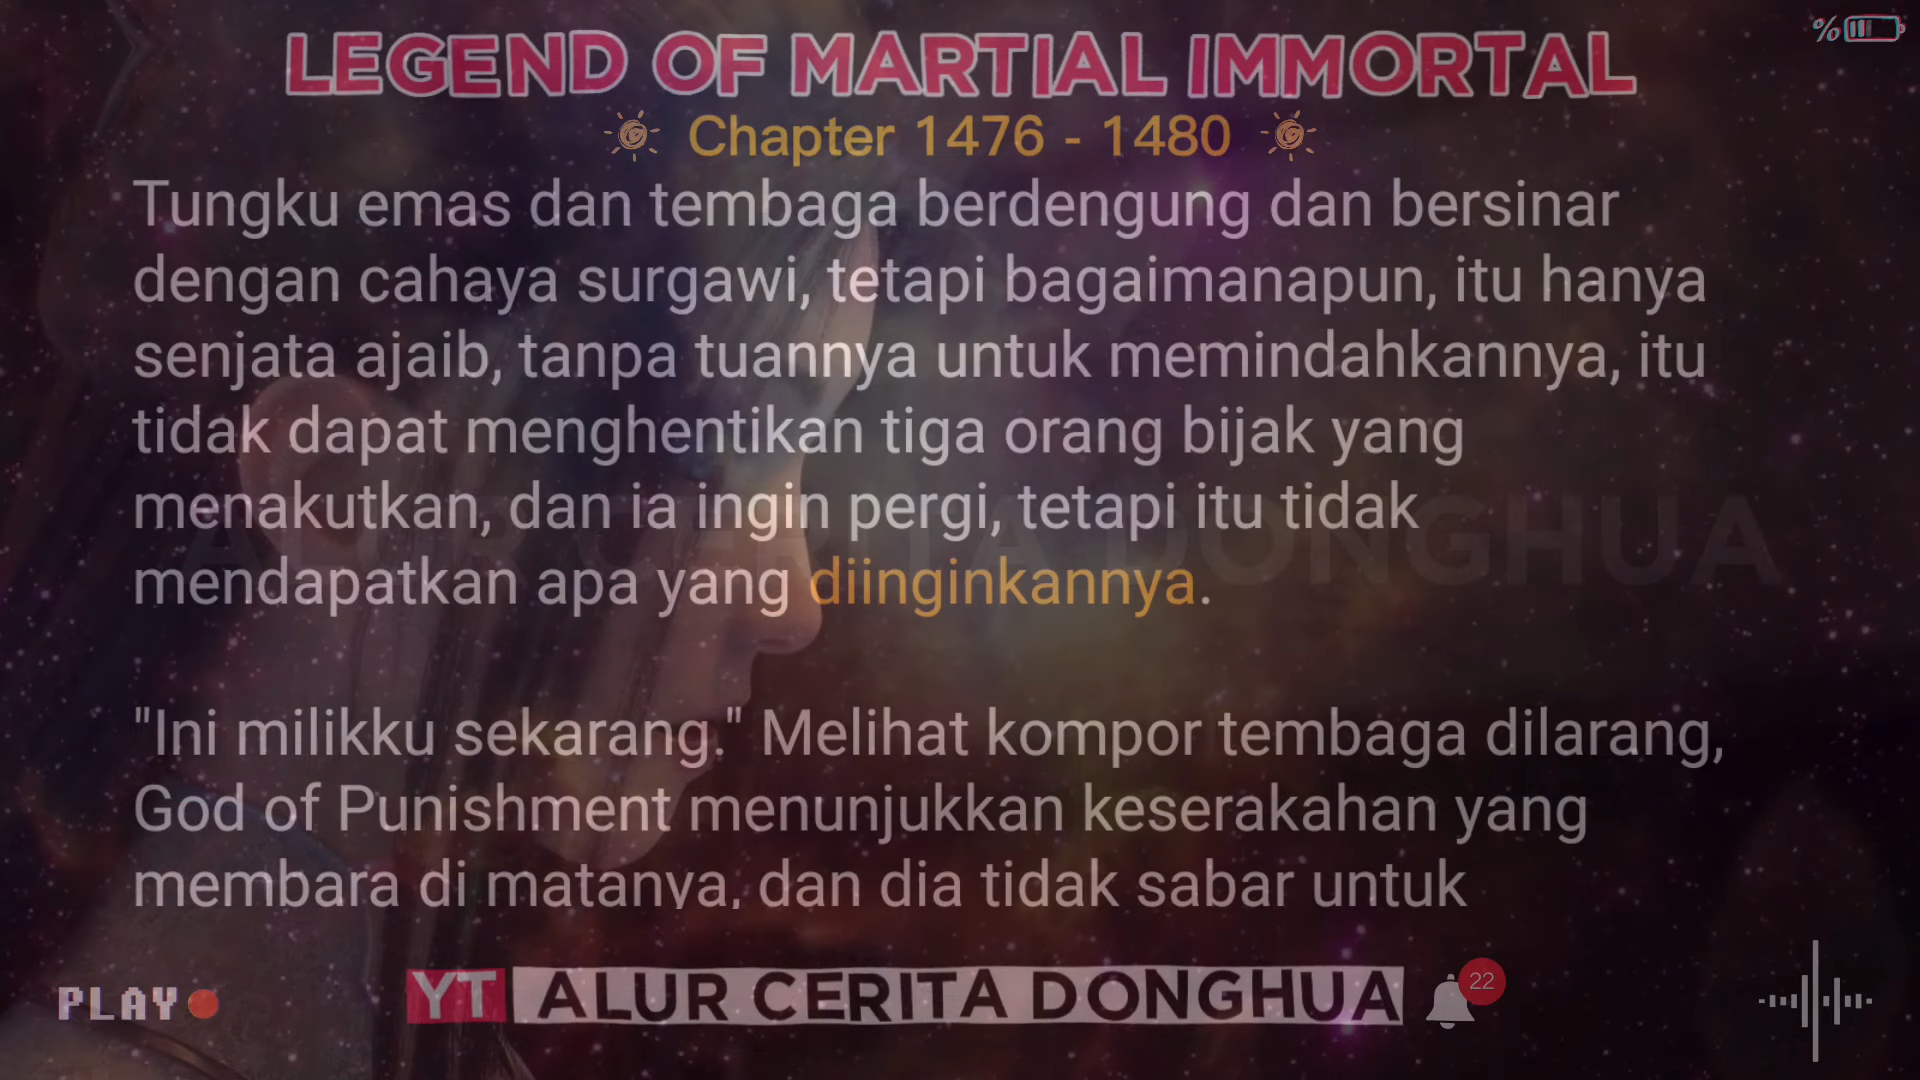 LEGEND OF MARTIAL IMMORTAL
%
Chapter 1476 - 1480
Tungku emas dan tembaga berdengung dan bersinar
dengan cahaya surgawi, tetapi bagaimanapun, itu hanya
senjata ajaib, tanpa tuannya untuk memindahkannya, itu
tidak dapat menghentikan tiga orang bijak yang
menakutkan, dan ia ingin pergi, tetapi itu tidak
mendapatkan apa yang diinginkannya.
"Ini milikku sekarang." Melihat kompor tembaga dilarang,
God of Punishment menunjukkan keserakahan yang
membara di matanya, dan dia tidak sabar untuk
ALUR CERITA DONGHUA
PLAY
YT ALUR CERITA DONGHUA
22